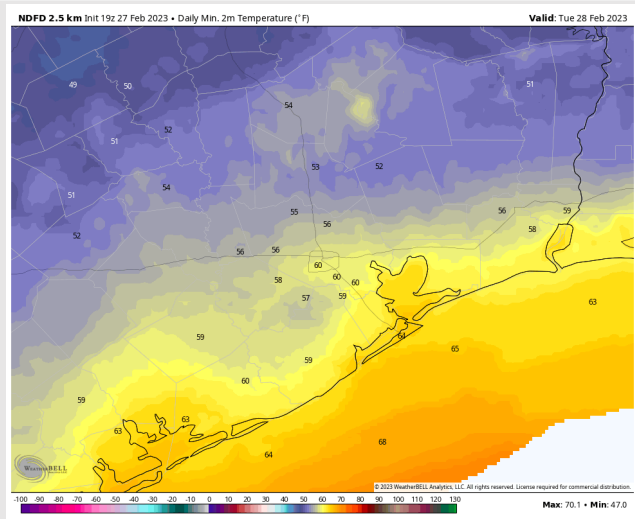 NDFD 2.5 km Init 19z 27 Feb 2023 • Daily Min. 2m Temperature (°F) Valid: Tue 28 Feb 2023
49 50 51
54
52
51
53 52
54
51
55 56 59
56 58
52
56 56
60
58 60 60
57 59 63
59 64
65
59
60
59
63
63
68
64
WeatherBELL
© 2023 WeatherBELL Analytics, LLC. All rights reserved. License required for commercial distribution.
-100 -90 -80 -70 -60 -50 -40 -30 -20 -10 0 10 20 30 40 50 60 70 80 90 100 110 120 130 Max: 70.1 • Min: 47.0